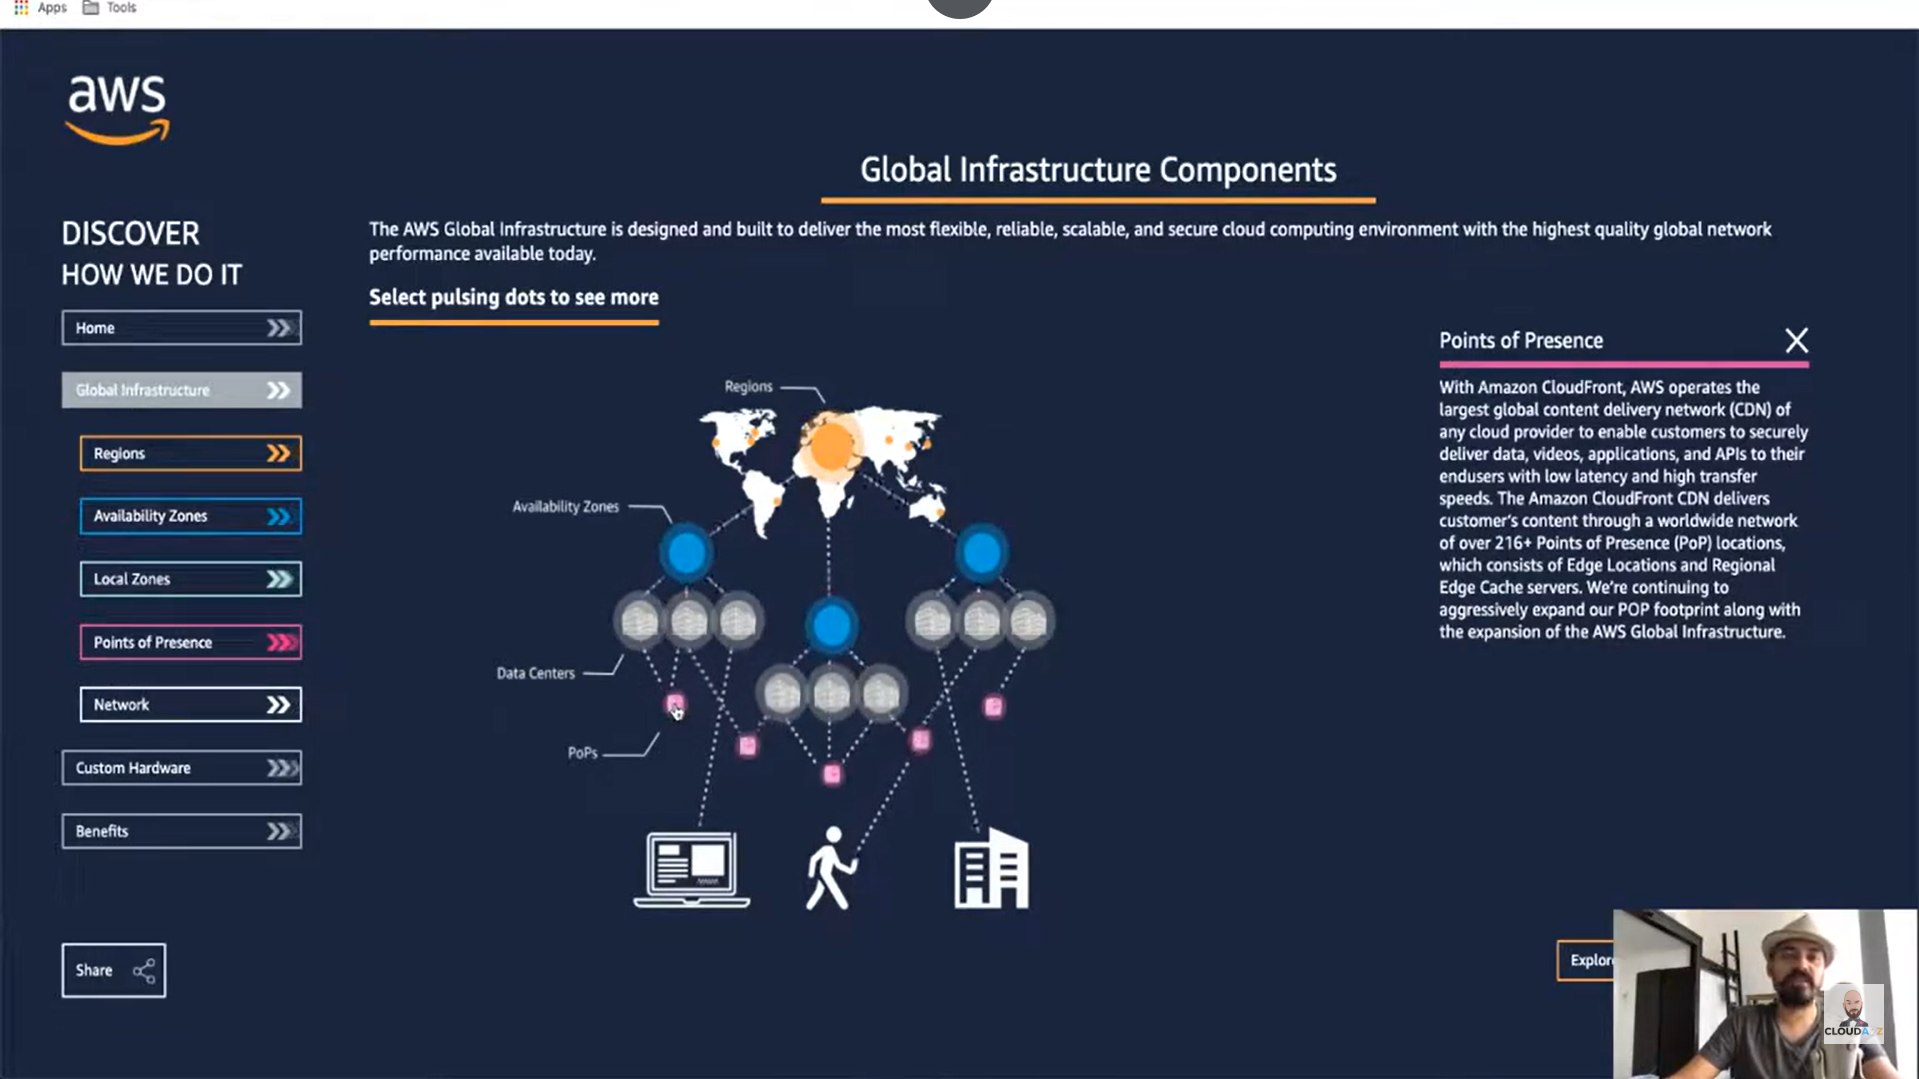 Apps
Tools
aws
Global Infrastructure Components
The AWS Global Infrastructure is designed and built to deliver the most flexible, reliable, scalable, and secure cloud computing environment with the highest quality global network
performance available today.
Select pulsing dots to see more
DISCOVER
HOW WE DO IT
Home
Global Infrastructure
Regions
Availability Zones
Local Zones
Points of Presence
Network
Custom Hardware
Benefits
Share
Regions
Availability Zones
Data Centers
PoPs
Points of Presence
With Amazon CloudFront, AWS operates the
largest global content delivery network (CDN) of
any cloud provider to enable customers to securely
deliver data, videos, applications, and APIs to their
endusers with low latency and high transfer
speeds. The Amazon CloudFront CDN delivers
customer's content through a worldwide network
of over 216+ Points of Presence (PoP) locations,
which consists of Edge Locations and Regional
Edge Cache servers. We're continuing to
aggressively expand our POP footprint along with
the expansion of the AWS Global Infrastructure.
Explore